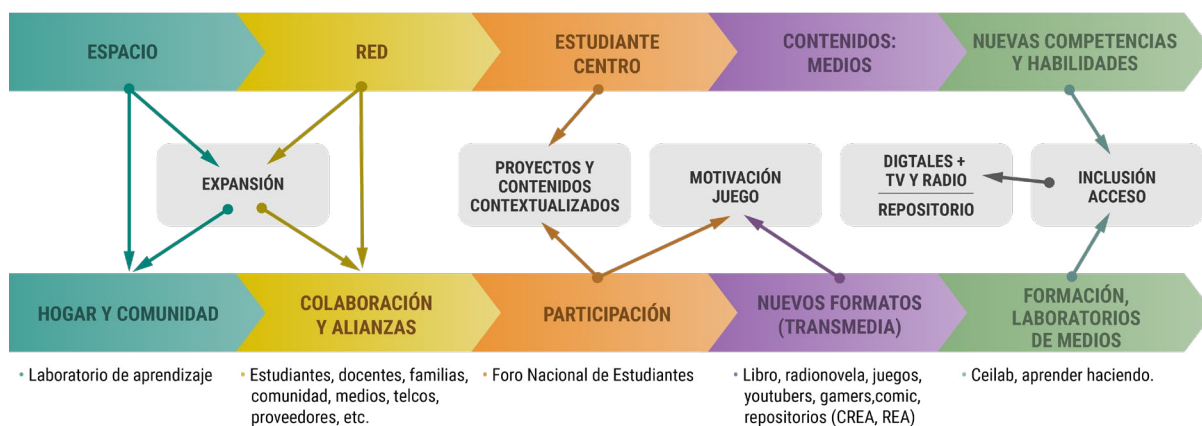 ESPACIO
RED
ESTUDIANTE
CENTRO
CONTENIDOS:
MEDIOS
NUEVAS COMPETENCIAS
Y HABILIDADES
EXPANSIÓN
PROYECTOS Y
CONTENIDOS
CONTEXTUALIZADOS
MOTIVACIÓN
JUEGO
DIGTALES +
TV Y RADIO
REPOSITORIO
INCLUSIÓN
ACCESO
HOGAR Y COMUNIDAD
COLABORACIÓN
Y ALIANZAS
PARTICIPACIÓN
NUEVOS FORMATOS
(TRANSMEDIA)
FORMACIÓN,
LABORATORIOS
DE MEDIOS
• Laboratorio de aprendizaje
• Estudiantes, docentes, familias,
comunidad, medios, telcos,
proveedores, etc.
• Foro Nacional de Estudiantes
• Libro, radionovela, juegos,
youtubers, gamers,comic,
repositorios (CREA, REA)
• Ceilab, aprender haciendo.